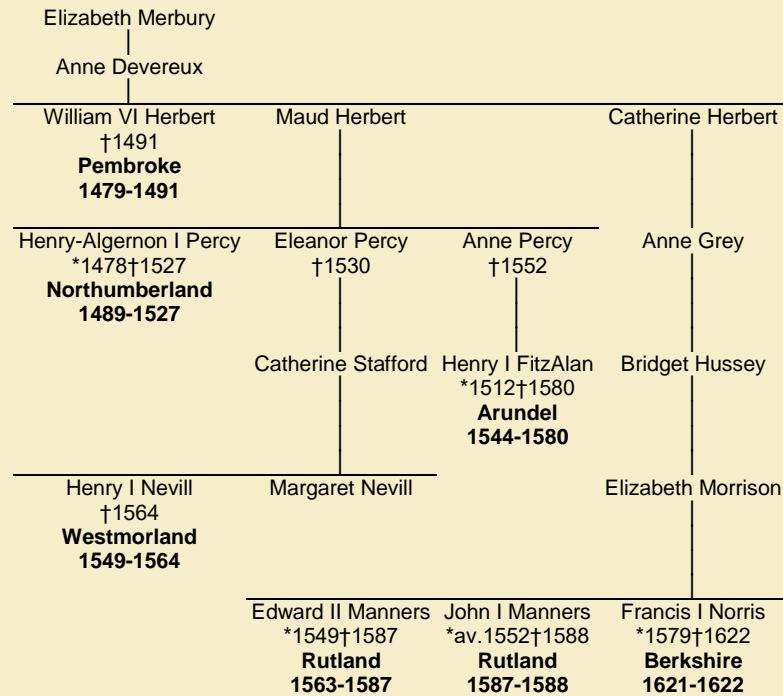 Elizabeth Merbury
Anne Devereux
William VI Herbert Maud Herbert Catherine Herbert
†1491
Pembroke
1479-1491
Henry-Algernon I Percy Eleanor Percy Anne Percy Anne Grey
*1478†1527 †1530 †1552
Northumberland
1489-1527
Catherine Stafford Henry I FitzAlan Bridget Hussey
*1512†1580
Arundel
1544-1580
Henry I Nevill Margaret Nevill Elizabeth Morrison
†1564
Westmorland
1549-1564
Edward II Manners John I Manners Francis I Norris
*1549†1587 *av.1552†1588 *1579†1622
Rutland Rutland Berkshire
1563-1587 1587-1588 1621-1622